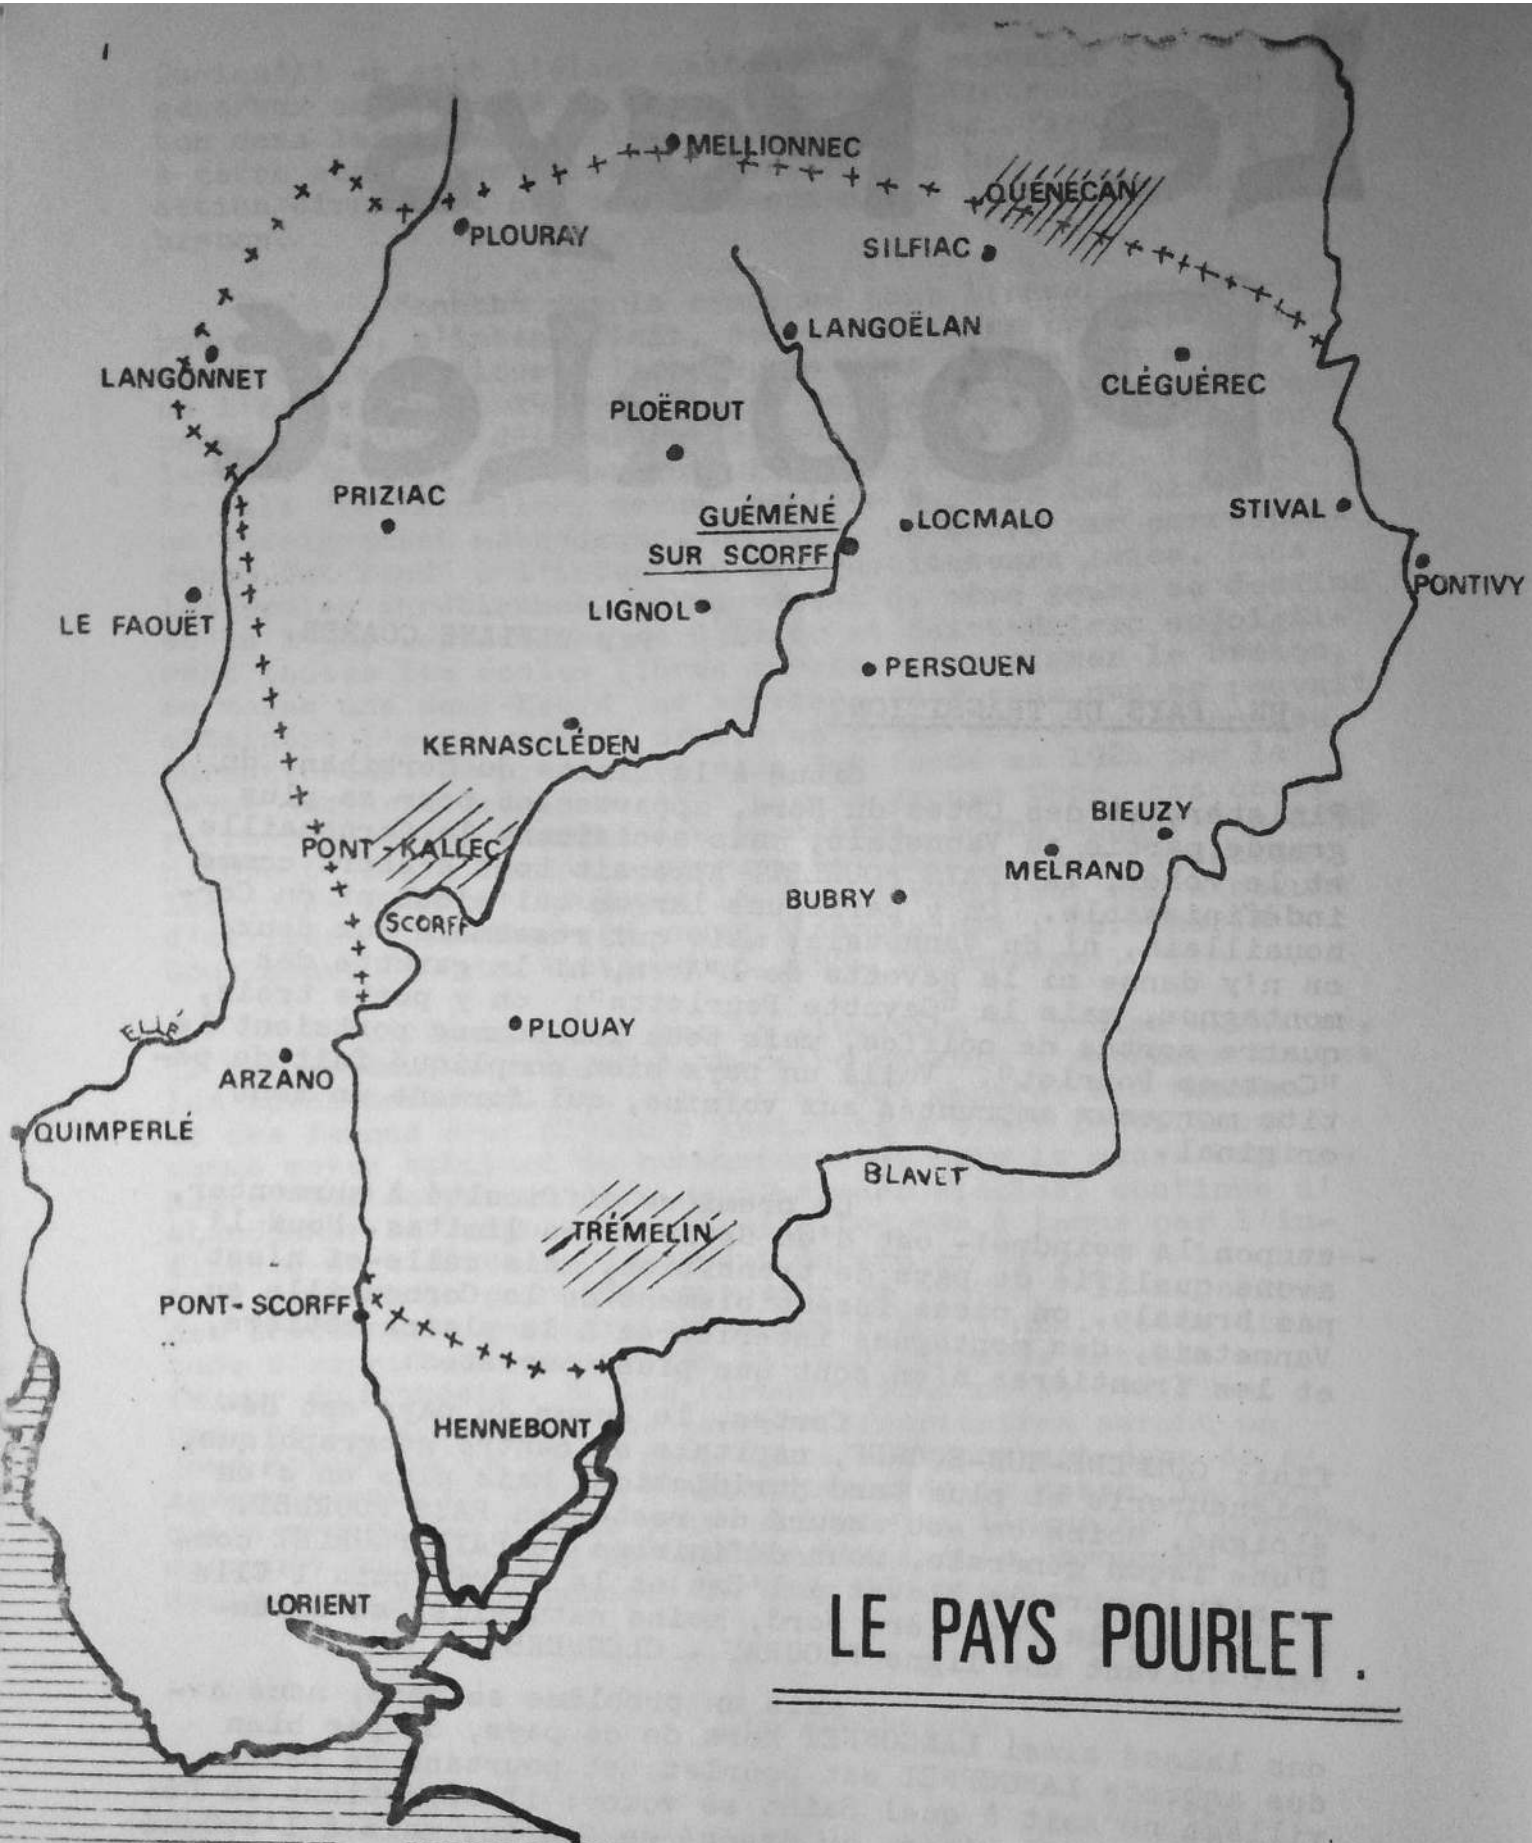 MELLIONNEC
QUÉNÉCAN
PLOURAY
SILFIAC
LANGOËLAN
LANGONNET
CLÉGUÉREC
PLOËRDUT
PRIZIAC
GUÉMÉNÉ
SUR SCORFF
LOCMALO
STIVAL
PONTIVY
LE FAOUËT
LIGNOL
PERSQUEN
KERNASCLÉDEN
BIEUZY
PONT-KALLEC
MELRAND
BUBRY
SCORFF
ELLÉ
PLOUAY
ARZANO
QUIMPERLÉ
BLAVET
TRÉMELIN
PONT-SCORFF
HENNEBONT
LORIENT
LE PAYS POURLET.